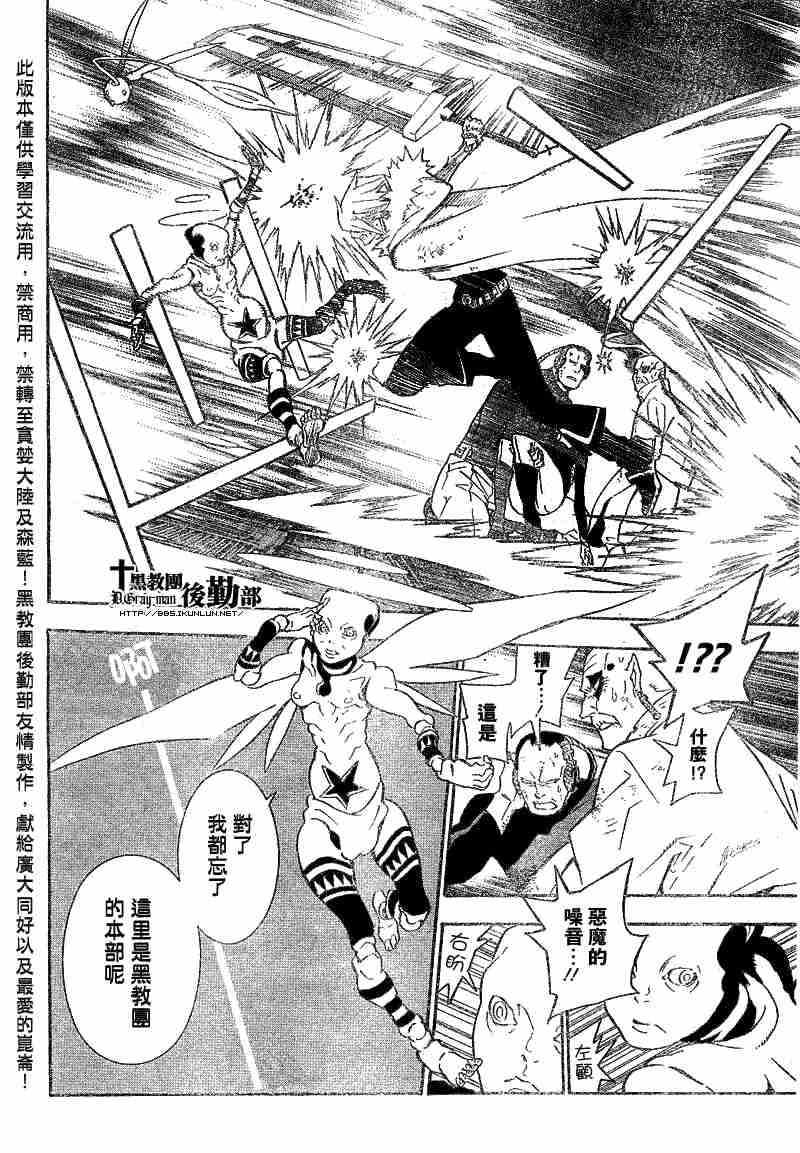 此版本僅供學習交流用，禁商用，禁轉至貪婪大陸及森藍！黑教團後勤部友情製作，獻給廣大同好以及最愛的崑崙！
黑教團
D.Gray-man 後勤部
HTTP://BBS.IKUNLUN.NET/
!??
什麼!?
糟了…
這是
惡魔的
噪音…!!
左顧
右盼
對了
我都忘了
這里是黑教團
的本部呢